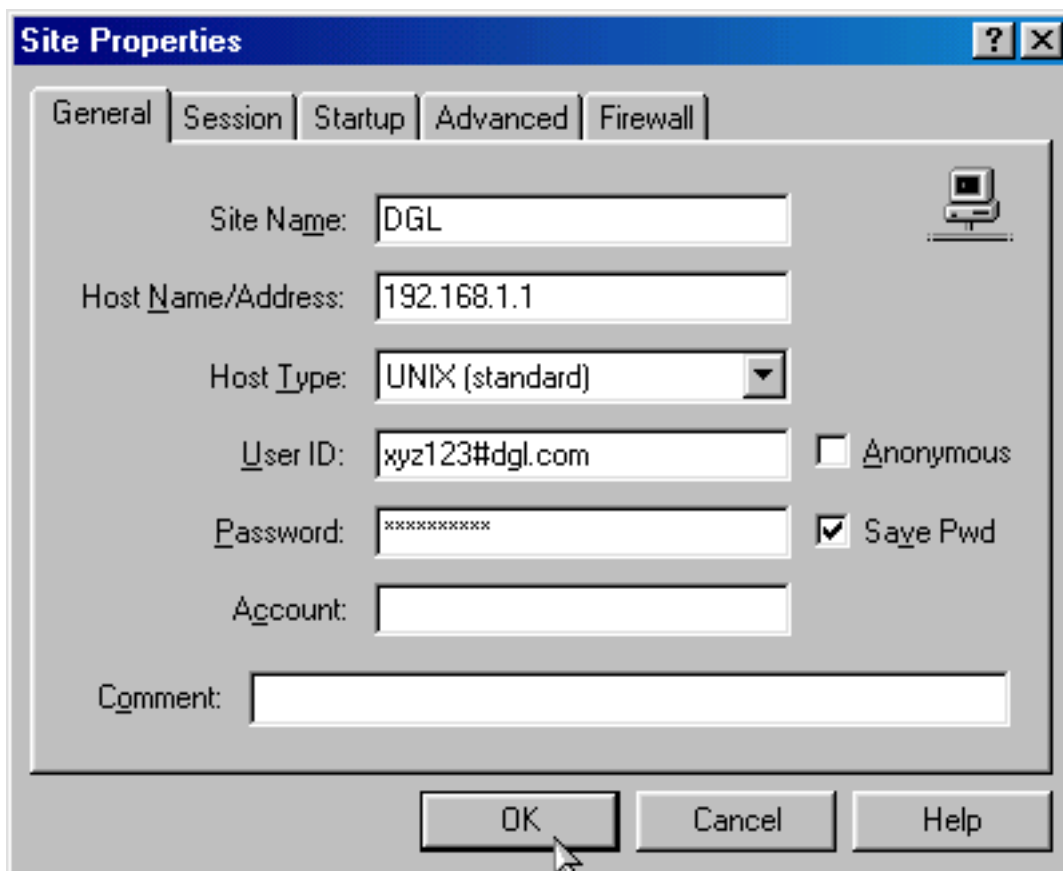 Site Properties
General Session Startup Advanced Firewall
Site Name: DGL
Host Name/Address: 192.168.1.1
Host Type: UNIX (standard)
User ID: xyz123#dgl.com Anonymous
Password: ********** Save Pwd
Account:
Comment:
OK Cancel Help